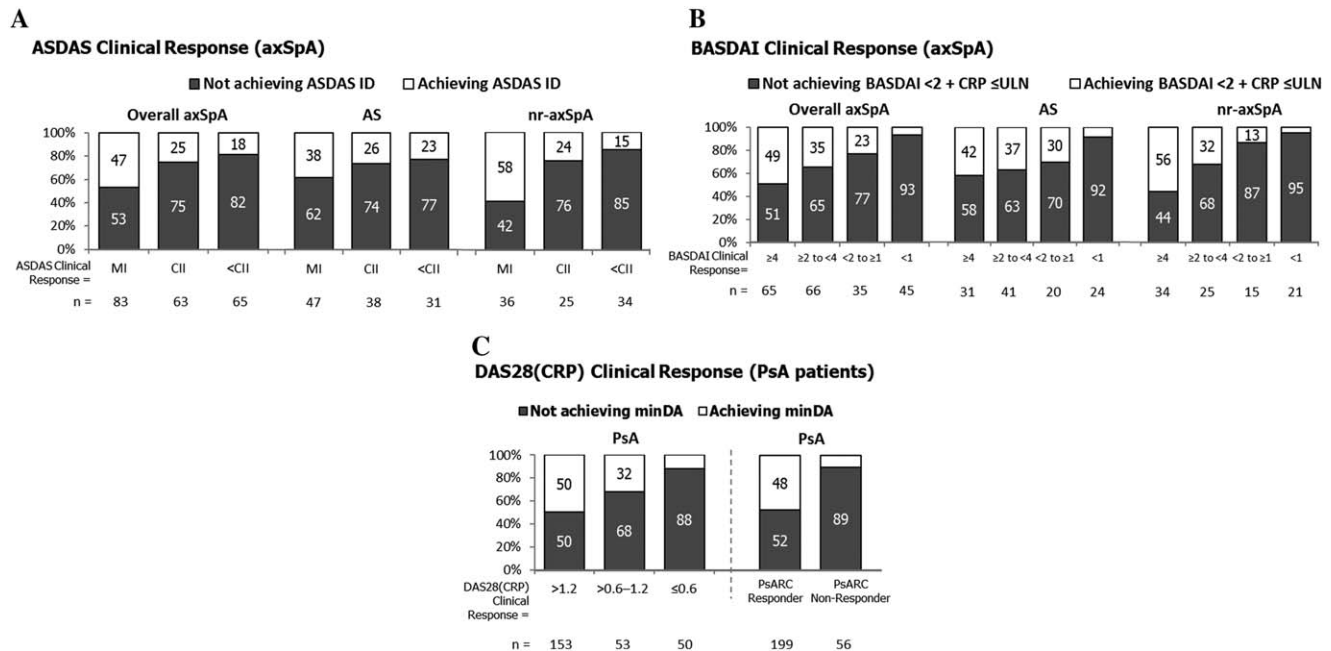 A
ASDAS Clinical Response (axSpA)
■ Not achieving ASDAS ID □ Achieving ASDAS ID
Overall axSpA AS nr-axSpA
100%
80%
60%
40%
20%
0%
47 25 18 38 26 23 58 24 15
53 75 82 62 74 77 42 76 85
ASDAS Clinical Response = MI CII <CII MI CII <CII MI CII <CII
n = 83 63 65 47 38 31 36 25 34
B
BASDAI Clinical Response (axSpA)
■ Not achieving BASDAI <2 + CRP ≤ULN □ Achieving BASDAI <2 + CRP ≤ULN
Overall axSpA AS nr-axSpA
100%
80%
60%
40%
20%
0%
49 35 23 42 37 30 56 32 13
51 65 77 93 58 63 70 92 44 68 87 95
BASDAI Clinical Response= ≥4 ≥2 to <4 <2 to ≥1 <1 ≥4 ≥2 to <4 <2 to ≥1 <1 ≥4 ≥2 to <4 <2 to ≥1 <1
n = 65 66 35 45 31 41 20 24 34 25 15 21
C
DAS28(CRP) Clinical Response (PsA patients)
■ Not achieving minDA □ Achieving minDA
PsA PsA
100%
80%
60%
40%
20%
0%
50 32 48
50 68 88 52 89
DAS28(CRP) Clinical Response = >1.2 >0.6–1.2 ≤0.6 PsARC Responder PsARC Non-Responder
n = 153 53 50 199 56